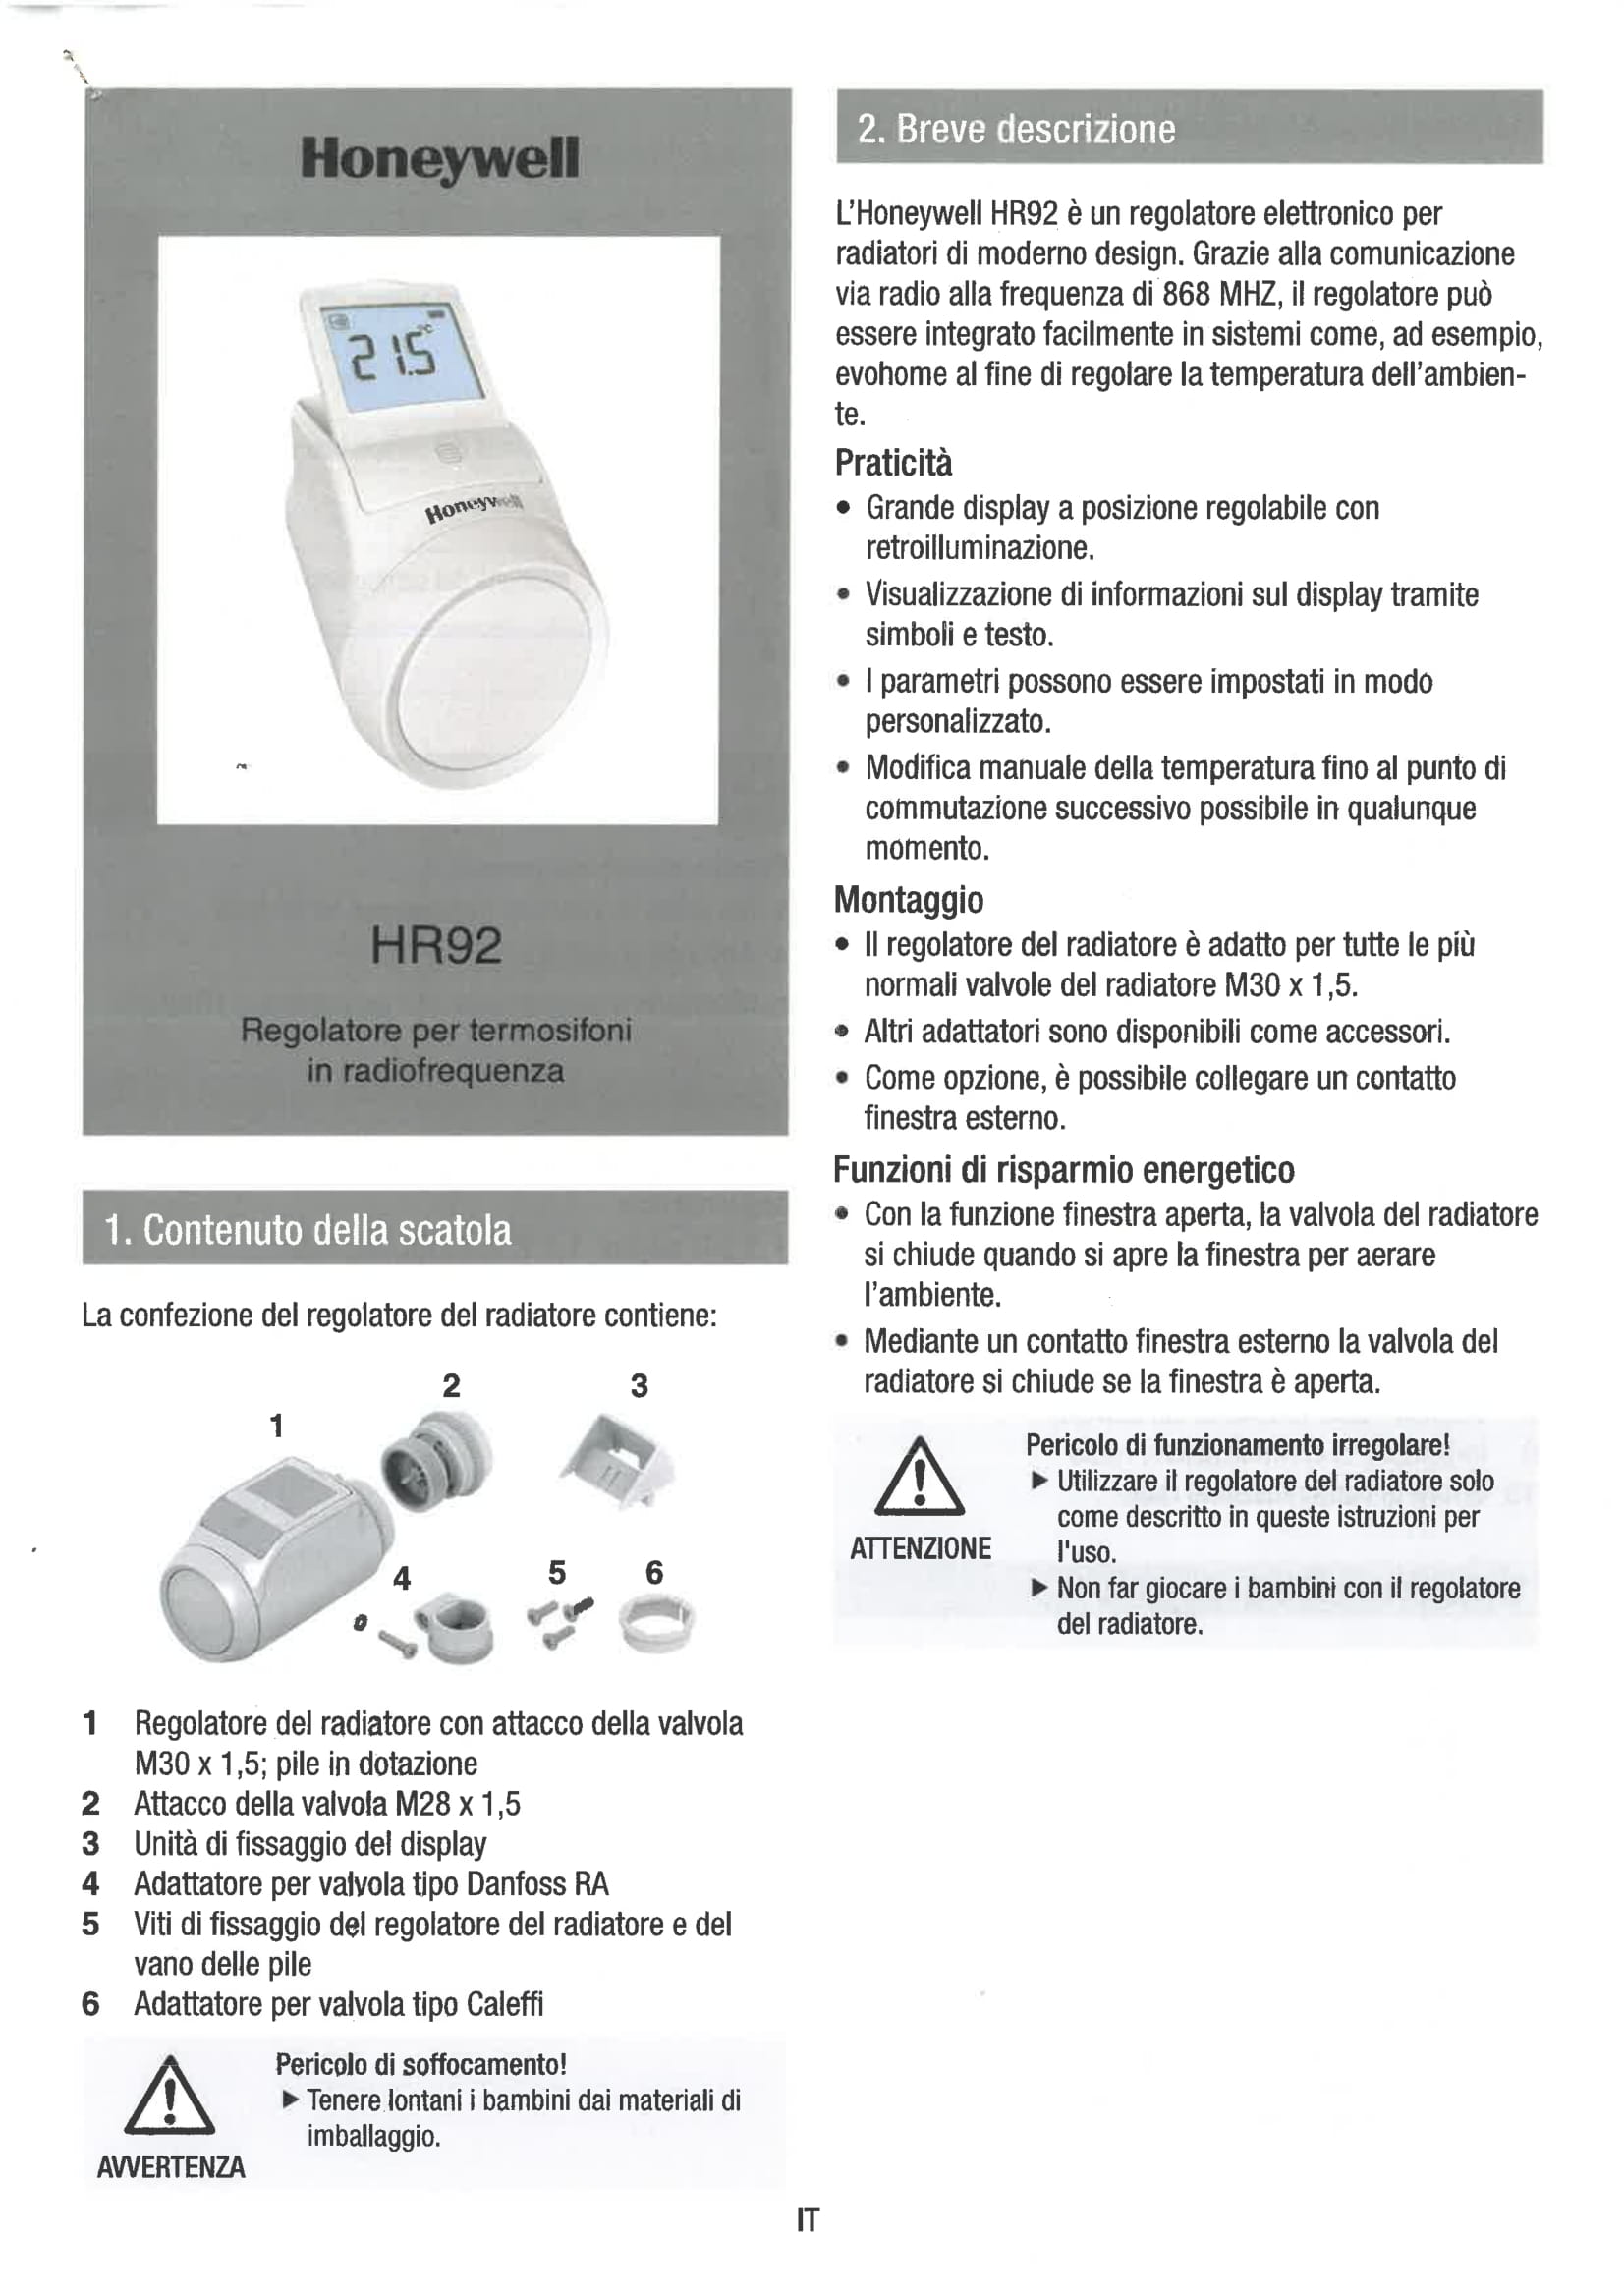 Honeywell
21.5 °C
Honeywell
HR92
Regolatore per termosifoni
in radiofrequenza
1. Contenuto della scatola
La confezione del regolatore del radiatore contiene:
1
2
3
4
5
6
1 Regolatore del radiatore con attacco della valvola
M30 x 1,5; pile in dotazione
2 Attacco della valvola M28 x 1,5
3 Unità di fissaggio del display
4 Adattatore per valvola tipo Danfoss RA
5 Viti di fissaggio del regolatore del radiatore e del
vano delle pile
6 Adattatore per valvola tipo Caleffi
AVVERTENZA
Pericolo di soffocamento!
► Tenere lontani i bambini dai materiali di
imballaggio.
2. Breve descrizione
L'Honeywell HR92 è un regolatore elettronico per
radiatori di moderno design. Grazie alla comunicazione
via radio alla frequenza di 868 MHZ, il regolatore può
essere integrato facilmente in sistemi come, ad esempio,
evohome al fine di regolare la temperatura dell'ambien-
te.
Praticità
• Grande display a posizione regolabile con
retroilluminazione.
• Visualizzazione di informazioni sul display tramite
simboli e testo.
• I parametri possono essere impostati in modo
personalizzato.
• Modifica manuale della temperatura fino al punto di
commutazione successivo possibile in qualunque
momento.
Montaggio
• Il regolatore del radiatore è adatto per tutte le più
normali valvole del radiatore M30 x 1,5.
• Altri adattatori sono disponibili come accessori.
• Come opzione, è possibile collegare un contatto
finestra esterno.
Funzioni di risparmio energetico
• Con la funzione finestra aperta, la valvola del radiatore
si chiude quando si apre la finestra per aerare
l'ambiente.
• Mediante un contatto finestra esterno la valvola del
radiatore si chiude se la finestra è aperta.
ATTENZIONE
Pericolo di funzionamento irregolare!
► Utilizzare il regolatore del radiatore solo
come descritto in queste istruzioni per
l'uso.
► Non far giocare i bambini con il regolatore
del radiatore.
IT